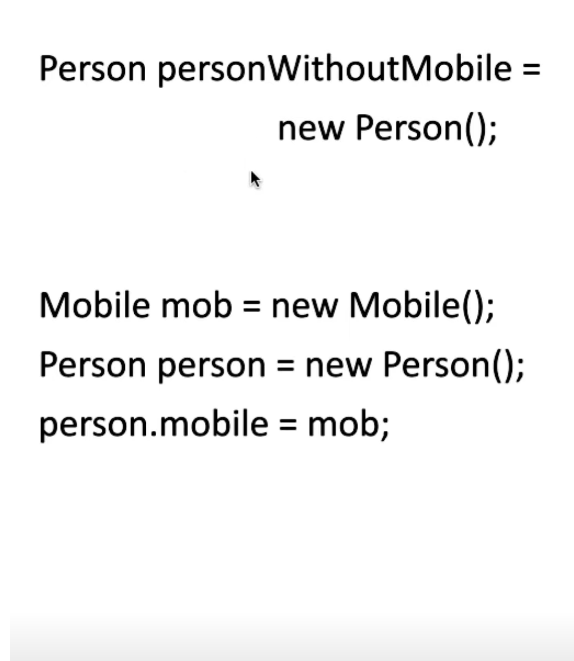 Person personWithoutMobile =
new Person();
Mobile mob = new Mobile();
Person person = new Person();
person.mobile = mob;